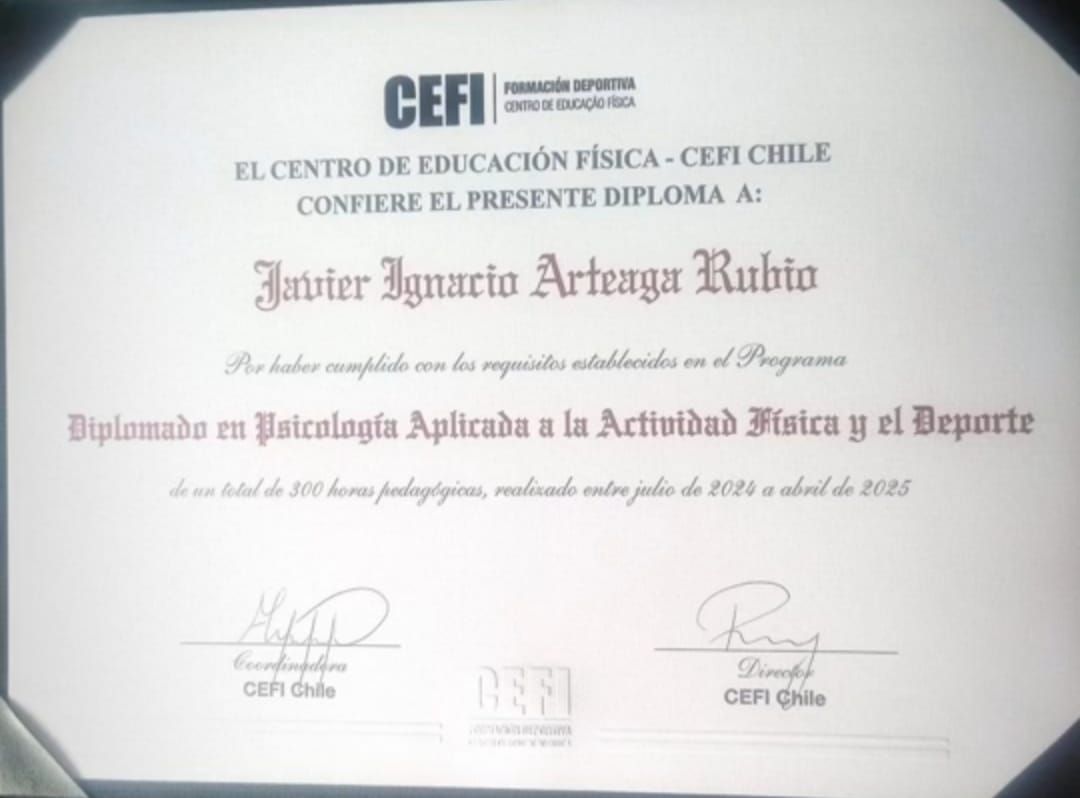 CEFI
FORMACIÓN DEPORTIVA
CENTRO DE EDUCAÇÃO FÍSICA
EL CENTRO DE EDUCACIÓN FÍSICA - CEFI CHILE
CONFIERE EL PRESENTE DIPLOMA A:
Javier Ignacio Arteaga Rubio
Por haber cumplido con los requisitos establecidos en el Programa
Diplomado en Psicología Aplicada a la Actividad Física y el Deporte
de un total de 300 horas pedagógicas, realizado entre julio de 2024 a abril de 2025
Coordinadora
CEFI Chile
Director
CEFI Chile
CEFI